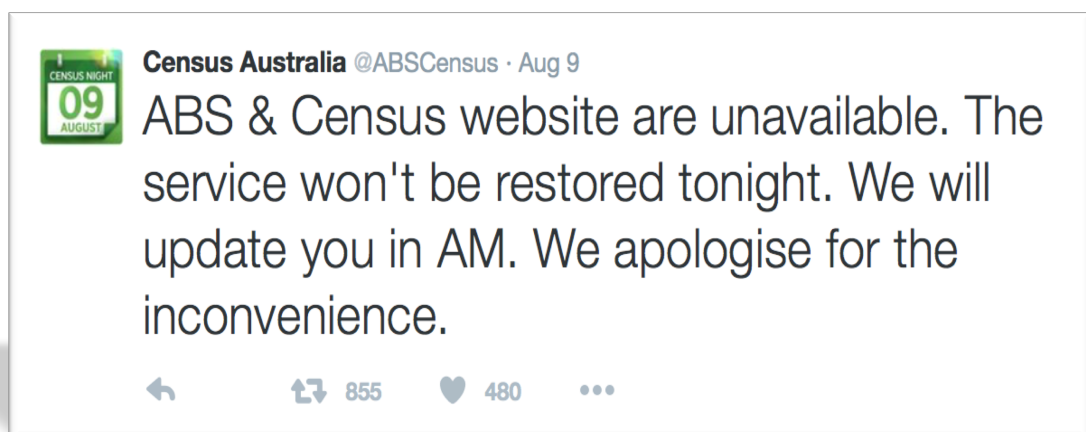 CENSUS NIGHT
09
AUGUST
Census Australia @ABSCensus · Aug 9
ABS & Census website are unavailable. The
service won't be restored tonight. We will
update you in AM. We apologise for the
inconvenience.
855 480